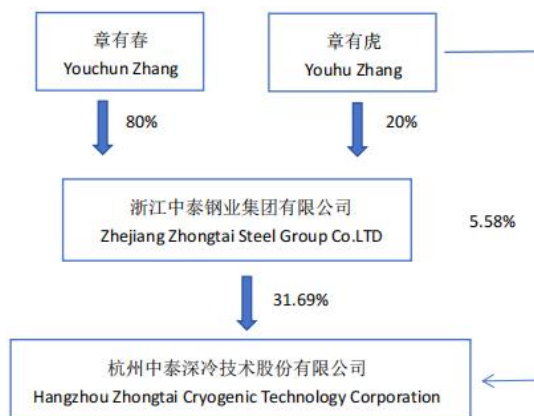 章有春
Youchun Zhang
章有虎
Youhu Zhang
80%
20%
浙江中泰钢业集团有限公司
Zhejiang Zhongtai Steel Group Co.LTD
5.58%
31.69%
杭州中泰深冷技术股份有限公司
Hangzhou Zhongtai Cryogenic Technology Corporation